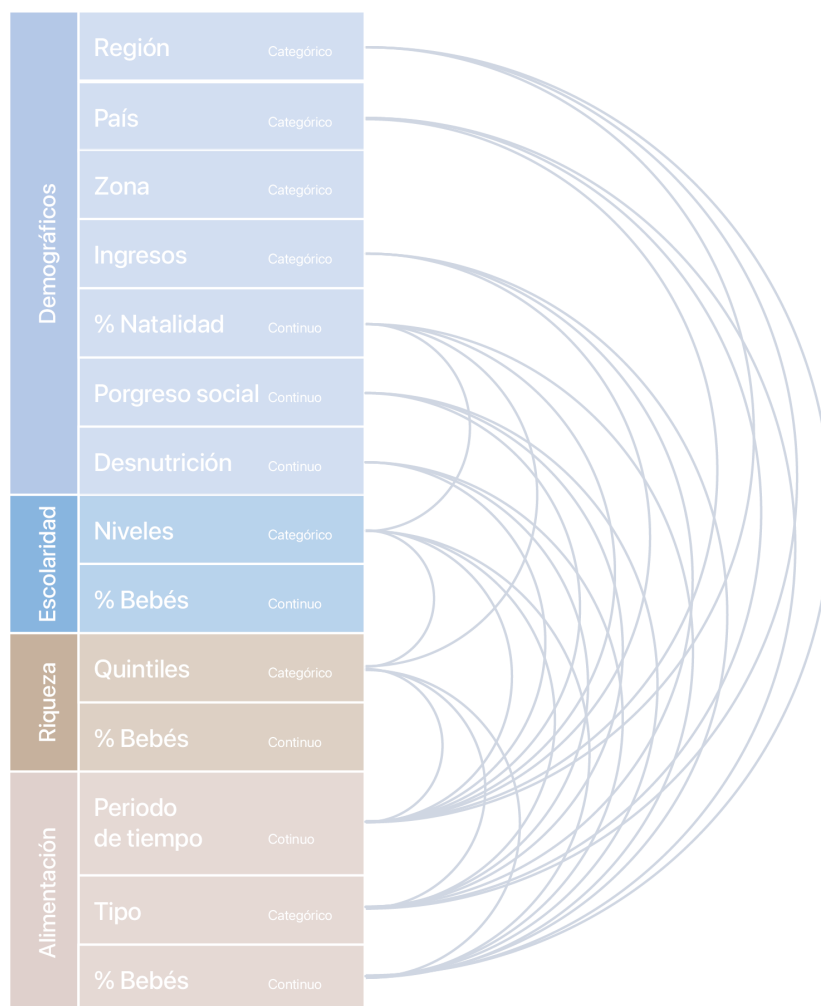 Demográficos
Región Categórico
País Categórico
Zona Categórico
Ingresos Categórico
% Natalidad Continuo
Porgreso social Continuo
Desnutrición Continuo
Escolaridad
Niveles Categórico
% Bebés Continuo
Riqueza
Quintiles Categórico
% Bebés Continuo
Alimentación
Periodo
de tiempo Cotinuo
Tipo Categórico
% Bebés Continuo